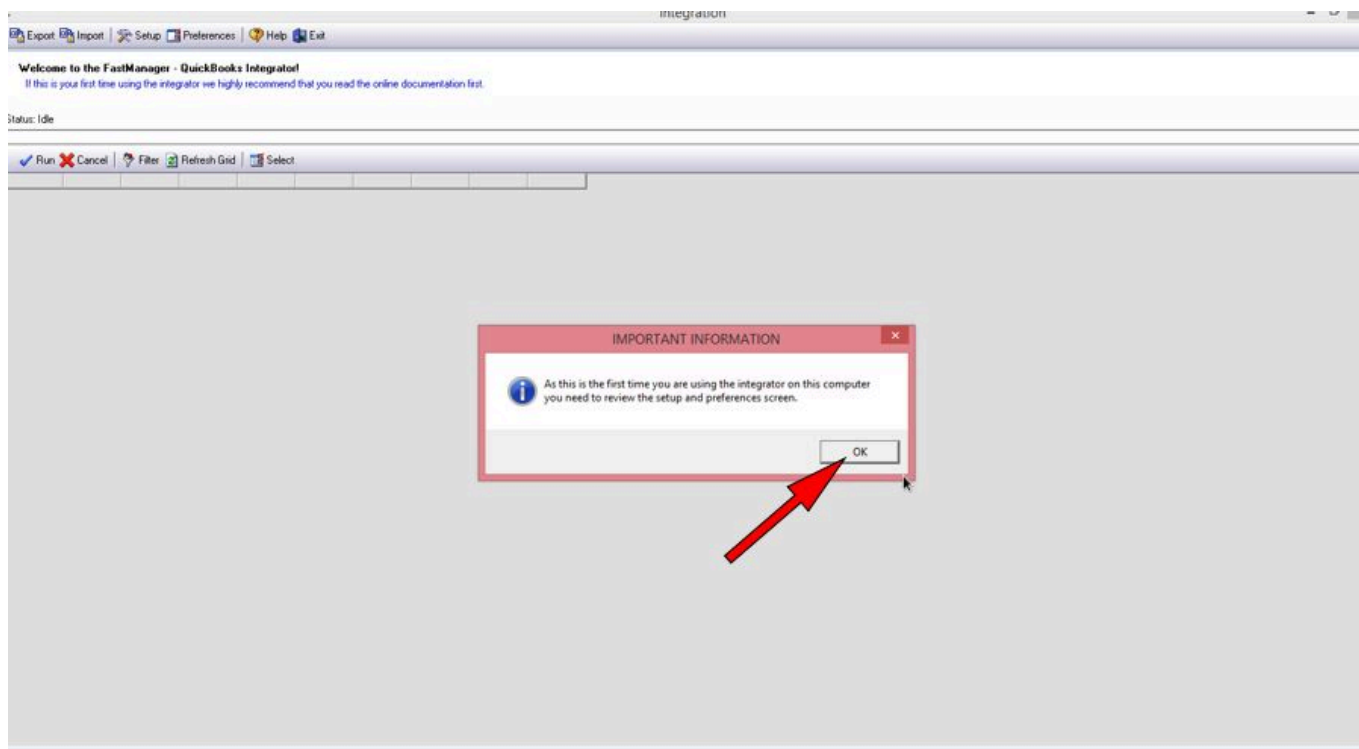 Integration
Export Import Setup Preferences Help Exit
Welcome to the FastManager - QuickBooks Integrator!
If this is your first time using the integrator we highly recommend that you read the online documentation first.
Status: Idle
Run Cancel Filter Refresh Grid Select
IMPORTANT INFORMATION
As this is the first time you are using the integrator on this computer
you need to review the setup and preferences screen.
OK